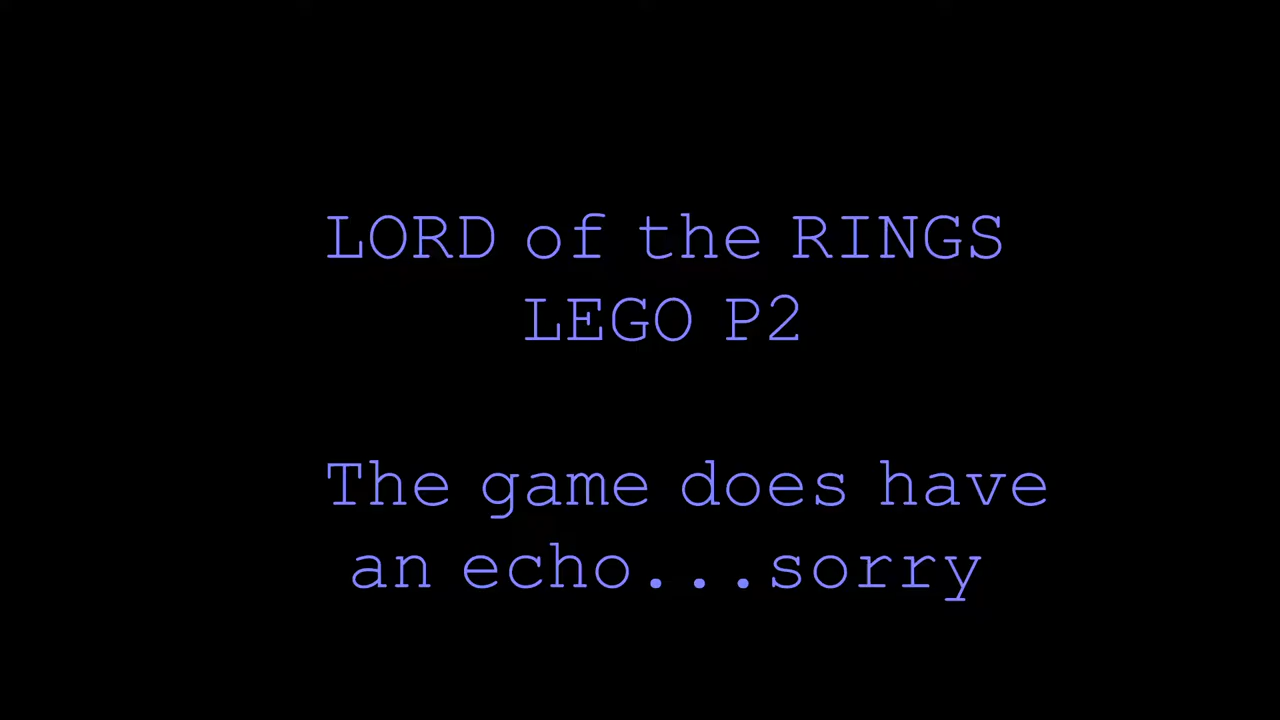 LORD of the RINGS
LEGO P2
The game does have
an echo...sorry